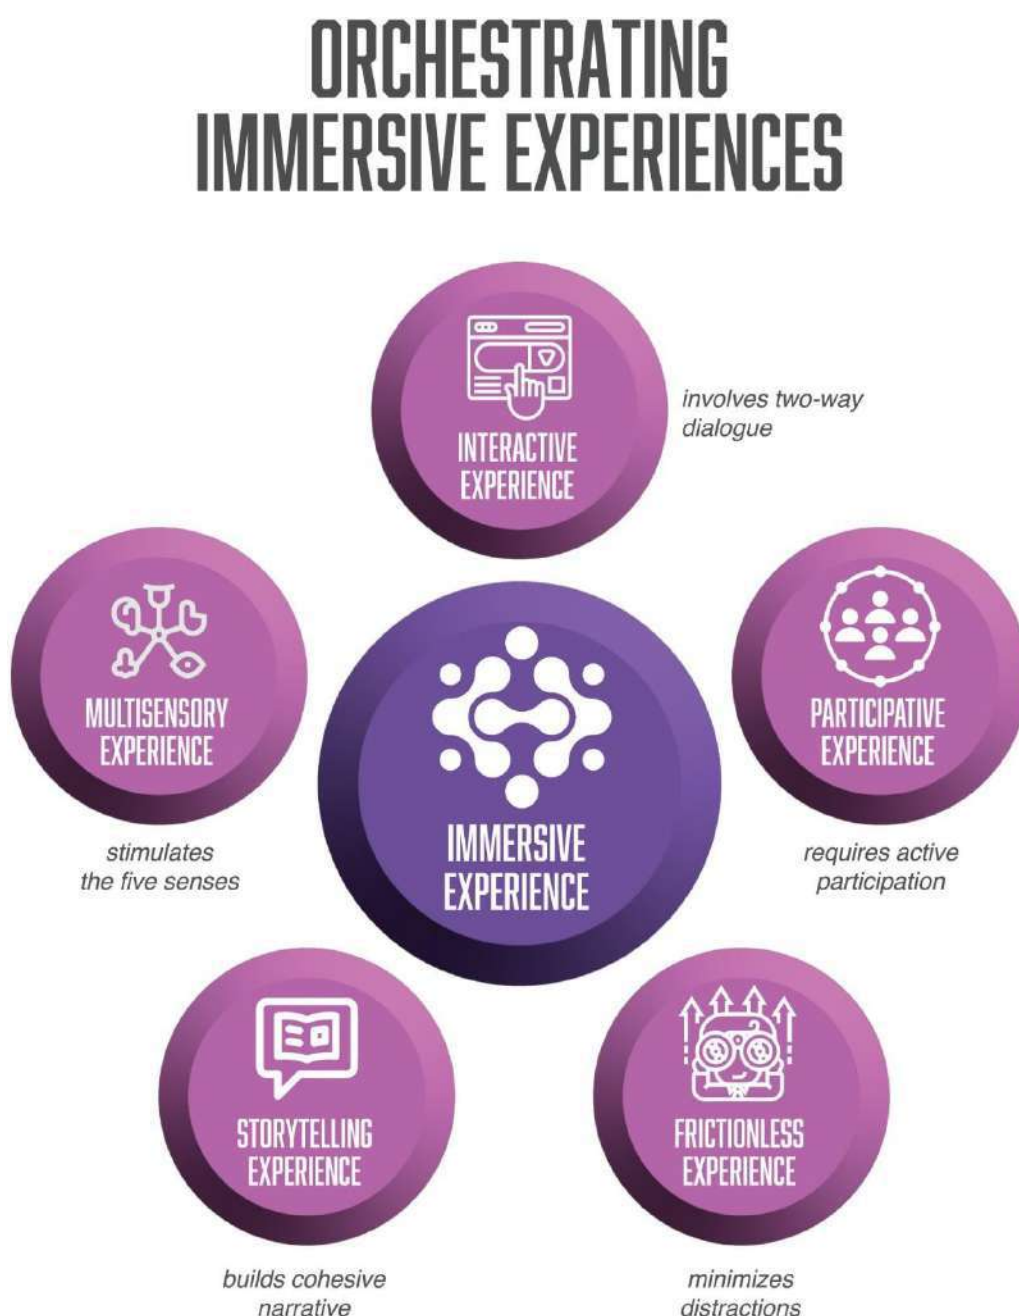 ORCHESTRATING
IMMERSIVE EXPERIENCES
INTERACTIVE
EXPERIENCE
involves two-way
dialogue
MULTISENSORY
EXPERIENCE
stimulates
the five senses
PARTICIPATIVE
EXPERIENCE
requires active
participation
IMMERSIVE
EXPERIENCE
STORYTELLING
EXPERIENCE
builds cohesive
narrative
FRICTIONLESS
EXPERIENCE
minimizes
distractions